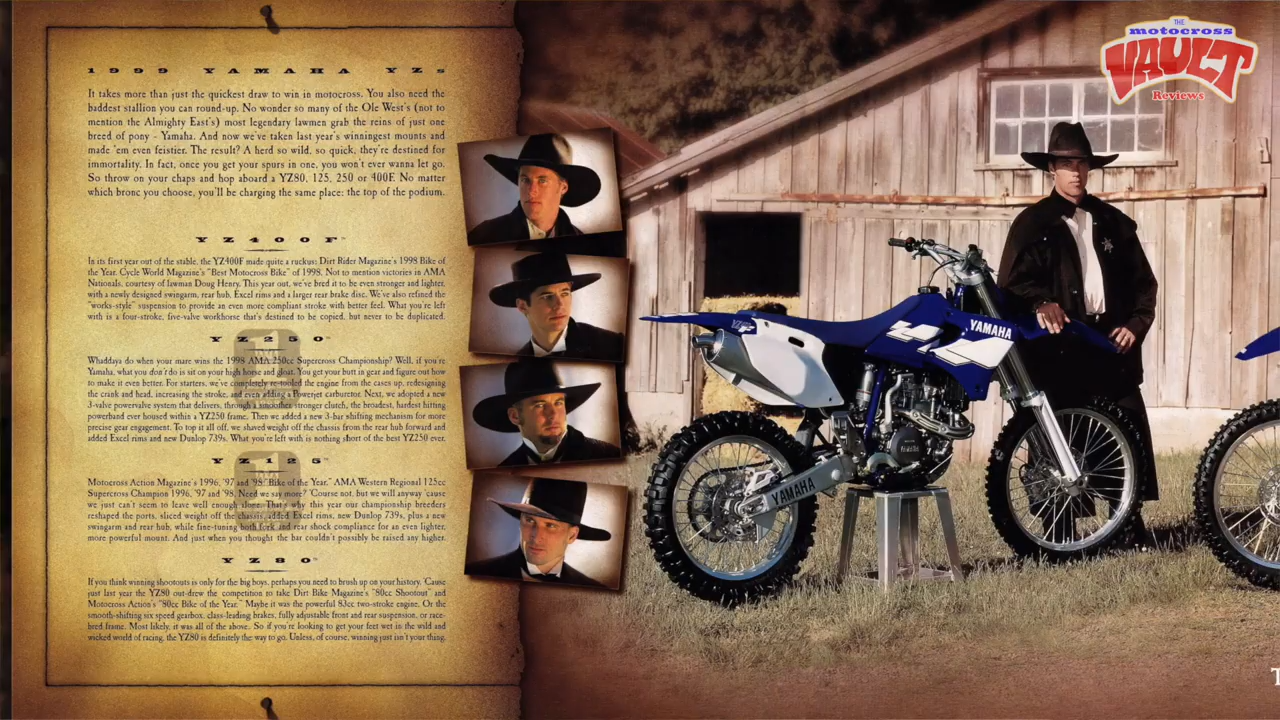 1999 YAMAHA YZs
It takes more than just the quickest draw to win in motocross. You also need the
baddest stallion you can round-up. No wonder so many of the Ole West's (not to
mention the Almighty East's) most legendary lawmen grab the reins of just one
breed of pony - Yamaha. And now we've taken last year's winningest mounts and
made 'em even feistier. The result? A herd so wild, so quick, they're destined for
immortality. In fact, once you get your spurs in one, you won't ever wanna let go.
So throw on your chaps and hop aboard a YZ80, 125, 250 or 400F. No matter
which bronc you choose, you'll be charging the same place: the top of the podium.
YZ400F™
In its first year out of the stable, the YZ400F made quite a ruckus: Dirt Rider Magazine's 1998 Bike of
the Year. Cycle World Magazine's "Best Motocross Bike" of 1998. Not to mention victories in AMA
Nationals, courtesy of lawman Doug Henry. This year out, we've bred it to be even stronger and lighter,
with a newly designed swingarm, rear hub, Excel rims and a larger rear brake disc. We've also refined the
"works-style" suspension to provide an even more compliant stroke with better feel. What you're left
with is a four-stroke, five-valve workhorse that's destined to be copied, but never to be duplicated.
YZ250™
Whaddaya do when your mare wins the 1998 AMA 250cc Supercross Championship? Well, if you're
Yamaha, what you don't do is sit on your high horse and gloat. You get your butt in gear and figure out how
to make it even better. For starters, we've completely re-tooled the engine from the cases up, redesigning
the crank and head, increasing the stroke, and even adding a Powerjet carburetor. Next, we adopted a new
3-valve powervalve system that delivers, through a smoother stronger clutch, the broadest, hardest hitting
powerband ever housed within a YZ250 frame. Then we added a new 3-bar shifting mechanism for more
precise gear engagement. To top it all off, we shaved weight off the chassis from the rear hub forward and
added Excel rims and new Dunlop 739s. What you're left with is nothing short of the best YZ250 ever.
YZ125™
Motocross Action Magazine's 1996, '97 and '98 "Bike of the Year." AMA Western Regional 125cc
Supercross Champion 1996, '97 and '98. Need we say more? 'Course not, but we will anyway 'cause
we just can't seem to leave well enough alone. That's why this year our championship breeders
reshaped the ports, sliced weight off the chassis, added Excel rims, new Dunlop 739s, plus a new
swingarm and rear hub, while fine-tuning both fork and rear shock compliance for an even lighter,
more powerful mount. And just when you thought the bar couldn't possibly be raised any higher.
YZ80™
If you think winning shootouts is only for the big boys, perhaps you need to brush up on your history. 'Cause
just last year the YZ80 out-drew the competition to take Dirt Bike Magazine's "80cc Shootout" and
Motocross Action's "80cc Bike of the Year." Maybe it was the powerful 83cc two-stroke engine. Or the
smooth-shifting six speed gearbox, class-leading brakes, fully adjustable front and rear suspension, or race-
bred frame. Most likely, it was all of the above. So if you're looking to get your feet wet in the wild and
wicked world of racing, the YZ80 is definitely the way to go. Unless, of course, winning just isn't your thing.
THE
motocross
VAULT
Reviews
YAMAHA
YAMAHA
T